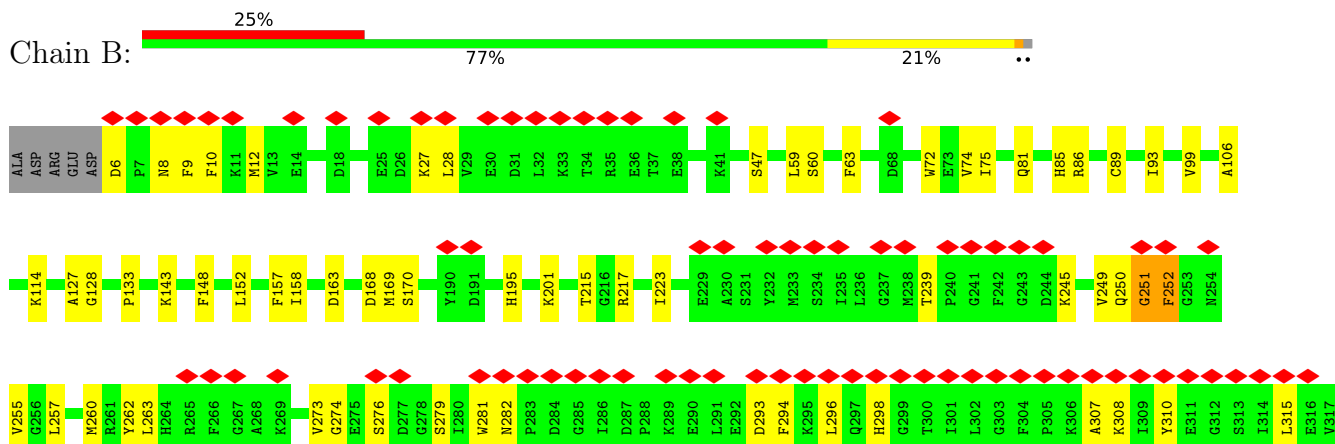 25%
Chain B:
77%
21%
••
ALA ASP ARG GLU ASP D6 P7 N8 F9 F10 K11 M12 V13 E14 D18 E25 D26 K27 L28 V29 E30 D31 L32 K33 T34 R35 E36 T37 E38 K41 S47 L59 S60 F63 D68 W72 E73 V74 I75 Q81 H85 R86 C89 I93 V99 A106
K114 A127 G128 P133 K143 F148 L152 F157 I158 D163 D168 M169 S170 Y190 D191 H195 K201 T215 G216 R217 I223 E229 A230 S231 Y232 M233 S234 I235 L236 G237 M238 T239 P240 G241 F242 G243 D244 K245 V249 Q250 G251 F252 G253 N254
V255 G256 L257 M260 R261 Y262 L263 H264 R265 F266 G267 A268 K269 V273 G274 E275 S276 D277 G278 S279 I280 W281 N282 P283 D284 G285 I286 D287 P288 K289 E290 L291 E292 D293 F294 K295 L296 Q297 H298 G299 T300 I301 L302 G303 F304 P305 K306 A307 K308 I309 Y310 E311 G312 S313 I314 L315 E316 V317